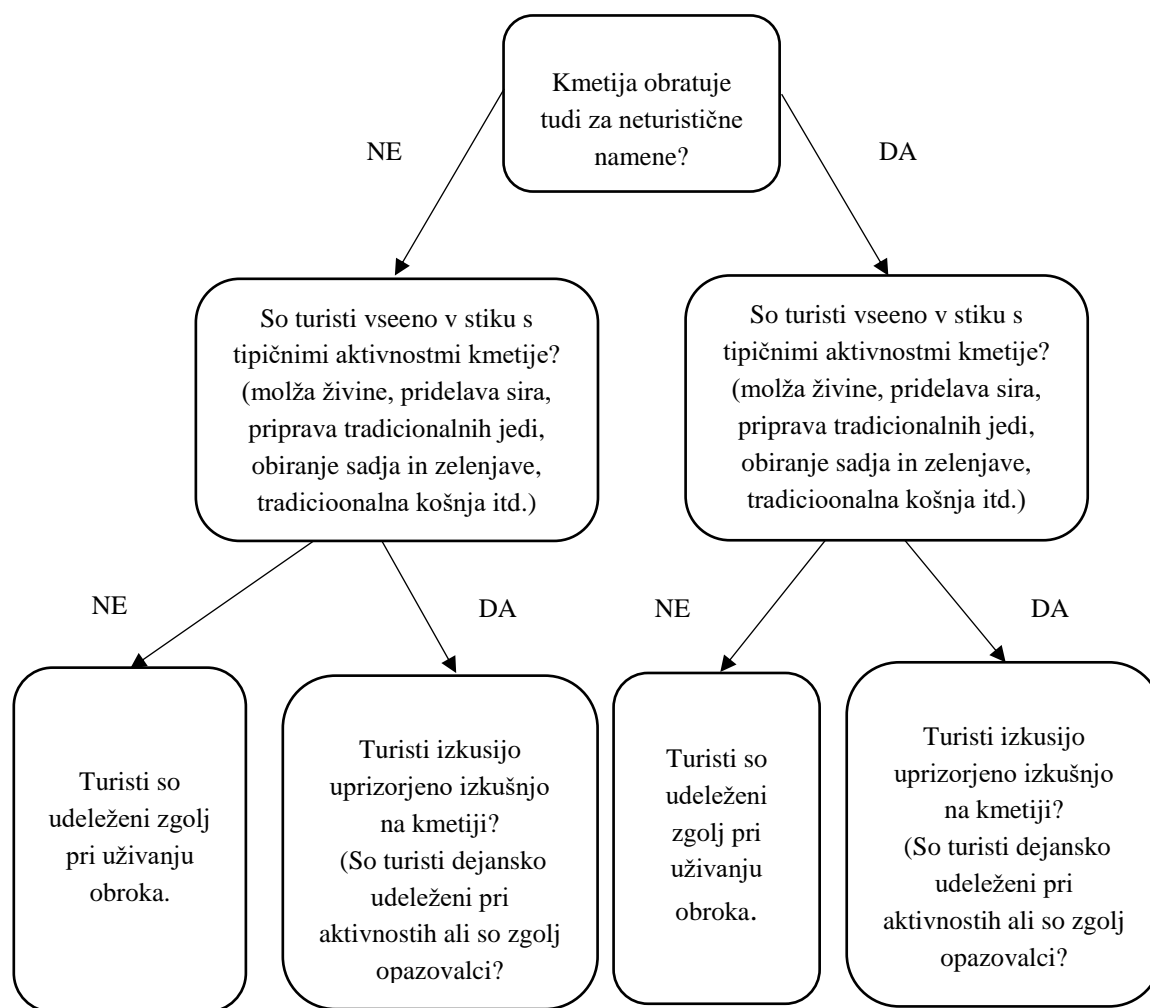 Kmetija obratuje
tudi za neturistične
namene?
NE
DA
So turisti vseeno v stiku s
tipičnimi aktivnostmi kmetije?
(molža živine, pridelava sira,
priprava tradicionalnih jedi,
obiranje sadja in zelenjave,
tradicioonalna košnja itd.)
So turisti vseeno v stiku s
tipičnimi aktivnostmi kmetije?
(molža živine, pridelava sira,
priprava tradicionalnih jedi,
obiranje sadja in zelenjave,
tradicioonalna košnja itd.)
NE
DA
NE
DA
Turisti so
udeleženi zgolj
pri uživanju
obroka.
Turisti izkusijo
uprizorjeno izkušnjo
na kmetiji?
(So turisti dejansko
udeleženi pri
aktivnostih ali so zgolj
opazovalci?
Turisti so
udeleženi
zgolj pri
uživanju
obroka.
Turisti izkusijo
uprizorjeno izkušnjo
na kmetiji?
(So turisti dejansko
udeleženi pri
aktivnostih ali so zgolj
opazovalci?